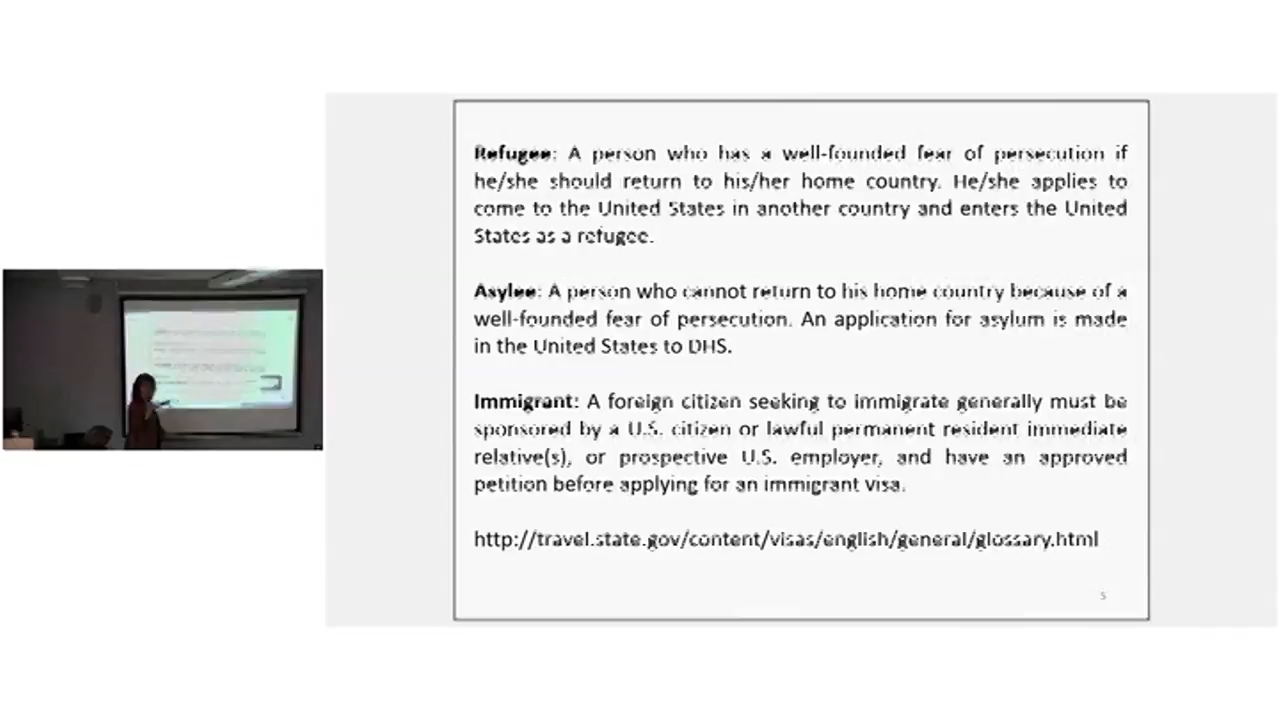 Refugee: A person who has a well-founded fear of persecution if
he/she should return to his/her home country. He/she applies to
come to the United States in another country and enters the United
States as a refugee.
Asylee: A person who cannot return to his home country because of a
well-founded fear of persecution. An application for asylum is made
in the United States to DHS.
Immigrant: A foreign citizen seeking to immigrate generally must be
sponsored by a U.S. citizen or lawful permanent resident immediate
relative(s), or prospective U.S. employer, and have an approved
petition before applying for an immigrant visa.
http://travel.state.gov/content/visas/english/general/glossary.html
5